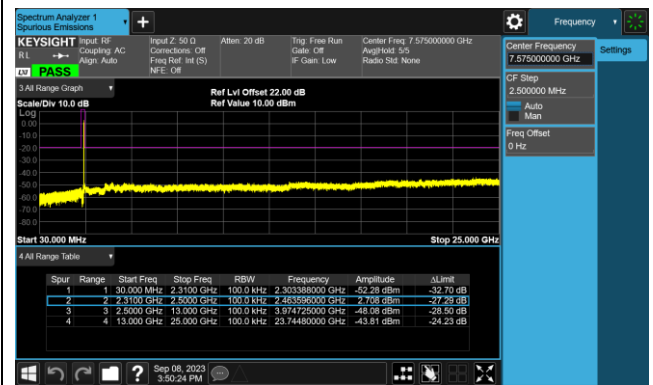 Spectrum Analyzer 1
Spurious Emissions
Frequency
KEYSIGHT
Input: RF
Coupling: AC
Align: Auto
Input Z: 50 Ω
Corrections: Off
Freq Ref: Int (S)
NFE: Off
Atten: 20 dB
Trig: Free Run
Gate: Off
IF Gain: Low
Center Freq: 7.575000000 GHz
Avg|Hold: 5/5
Radio Std: None
RL
LXI PASS
3 All Range Graph
Scale/Div 10.0 dB
Ref Lvl Offset 22.00 dB
Ref Value 10.00 dBm
Log
0.00
-10.0
-20.0
-30.0
-40.0
-50.0
-60.0
-70.0
-80.0
Start 30.000 MHz
Stop 25.000 GHz
4 All Range Table
Spur Range Start Freq Stop Freq RBW Frequency Amplitude ΔLimit
1 1 30.000 MHz 2.3100 GHz 100.0 kHz 2.303388000 GHz -52.28 dBm -32.70 dB
2 2 2.3100 GHz 2.5000 GHz 100.0 kHz 2.463596000 GHz 2.708 dBm -27.29 dB
3 3 2.5000 GHz 13.000 GHz 100.0 kHz 3.974725000 GHz -48.08 dBm -28.50 dB
4 4 13.000 GHz 25.000 GHz 100.0 kHz 23.74480000 GHz -43.81 dBm -24.23 dB
Sep 08, 2023
3:50:24 PM
Center Frequency
7.575000000 GHz
Settings
CF Step
2.500000 MHz
Auto
Man
Freq Offset
0 Hz